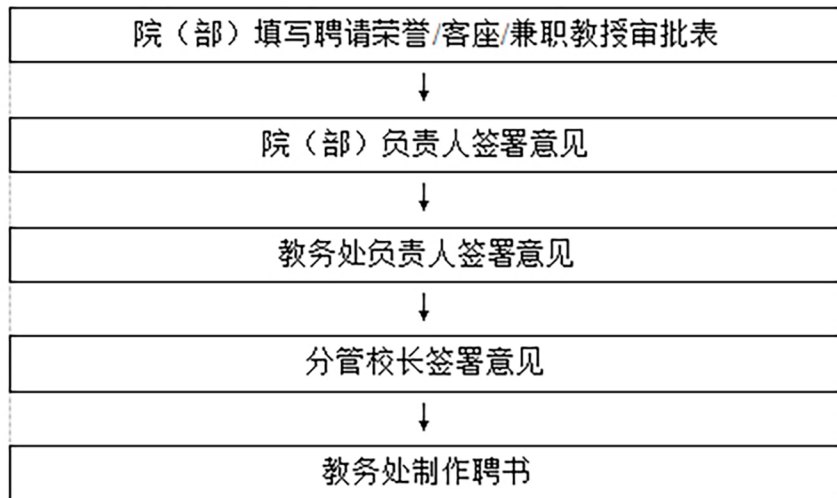 院（部）填写聘请荣誉/客座/兼职教授审批表
院（部）负责人签署意见
教务处负责人签署意见
分管校长签署意见
教务处制作聘书